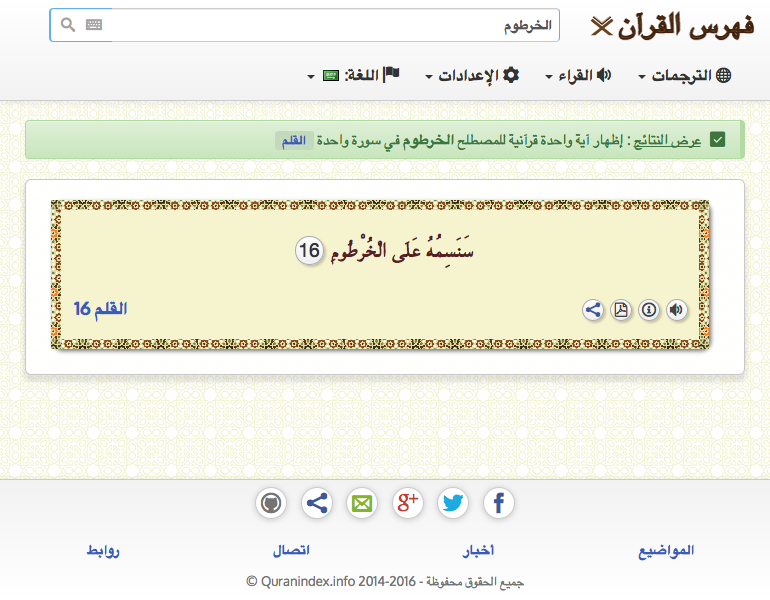 فهرس القرآن
الخرطوم
الترجمات
القراء
الإعدادات
اللغة:
عرض النتائج : إظهار آية واحدة قرآنية للمصطلح الخرطوم في سورة واحدة القلم
سَنَسِمُهُ عَلَى الْخُرْطُومِ 16
القلم 16
المواضيع
أخبار
اتصال
روابط
جميع الحقوق محفوظة - Quranindex.info 2014-2016 ©